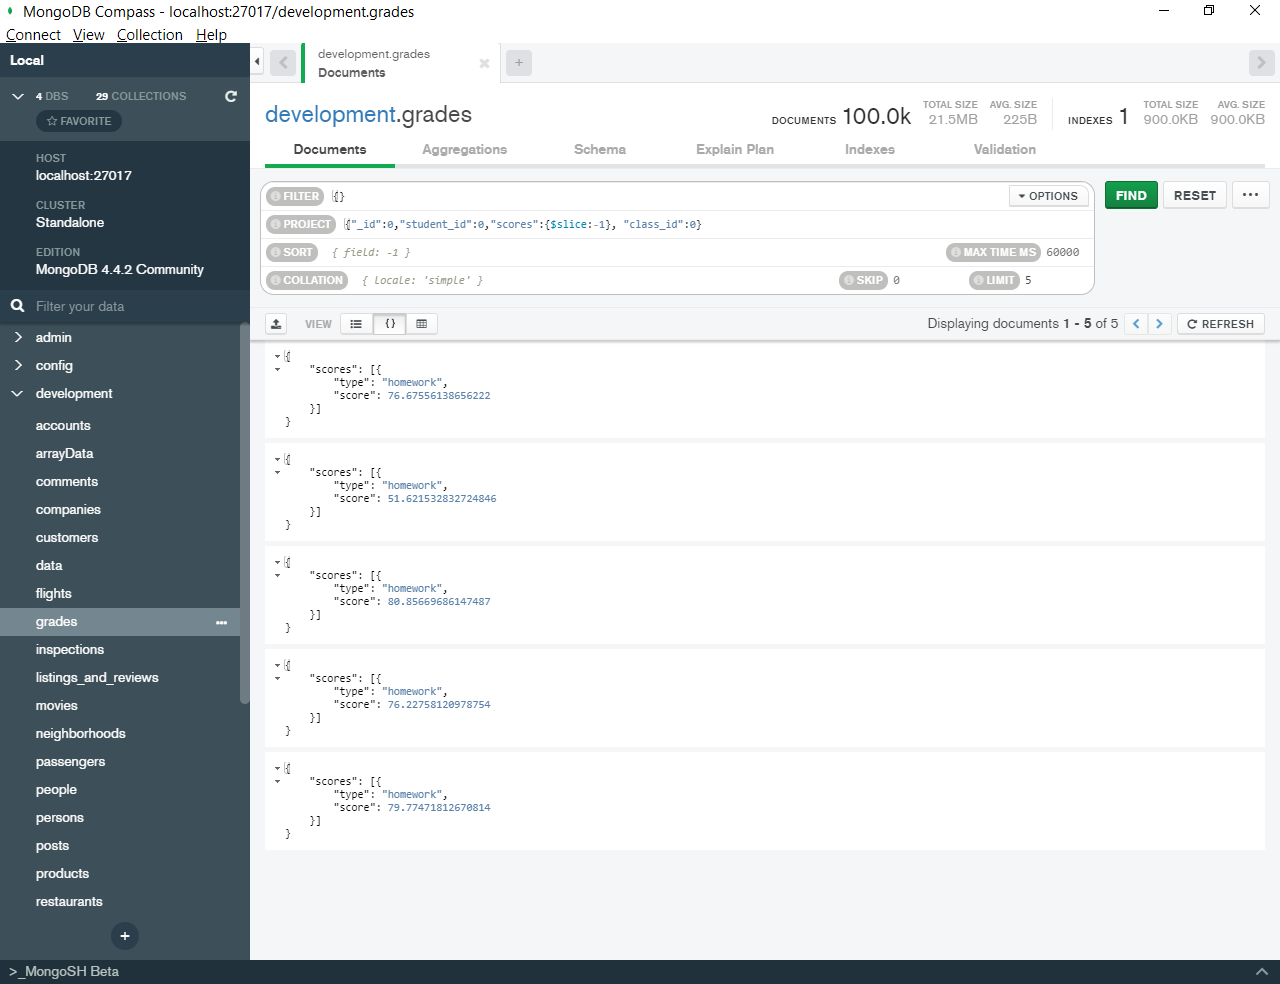 MongoDB Compass - localhost:27017/development.grades
Connect View Collection Help
Local
4 DBS 29 COLLECTIONS
FAVORITE
HOST
localhost:27017
CLUSTER
Standalone
EDITION
MongoDB 4.4.2 Community
Filter your data
admin
config
development
accounts
arrayData
comments
companies
customers
data
flights
grades
inspections
listings_and_reviews
movies
neighborhoods
passengers
people
persons
posts
products
restaurants
+
>_MongoSH Beta
development.grades
Documents
+
development.grades
DOCUMENTS 100.0k
TOTAL SIZE 21.5MB
AVG. SIZE 225B
INDEXES 1
TOTAL SIZE 900.0KB
AVG. SIZE 900.0KB
Documents Aggregations Schema Explain Plan Indexes Validation
FILTER {} OPTIONS FIND RESET ...
PROJECT {"_id":0,"student_id":0,"scores":{$slice:-1}, "class_id":0}
SORT { field: -1 } MAX TIME MS 60000
COLLATION { locale: 'simple' } SKIP 0 LIMIT 5
VIEW {} Displaying documents 1 - 5 of 5 < > REFRESH
{
"scores": [{
"type": "homework",
"score": 76.67556138656222
}]
}
{
"scores": [{
"type": "homework",
"score": 51.621532832724846
}]
}
{
"scores": [{
"type": "homework",
"score": 80.85669686147487
}]
}
{
"scores": [{
"type": "homework",
"score": 76.22758120978754
}]
}
{
"scores": [{
"type": "homework",
"score": 79.77471812670814
}]
}